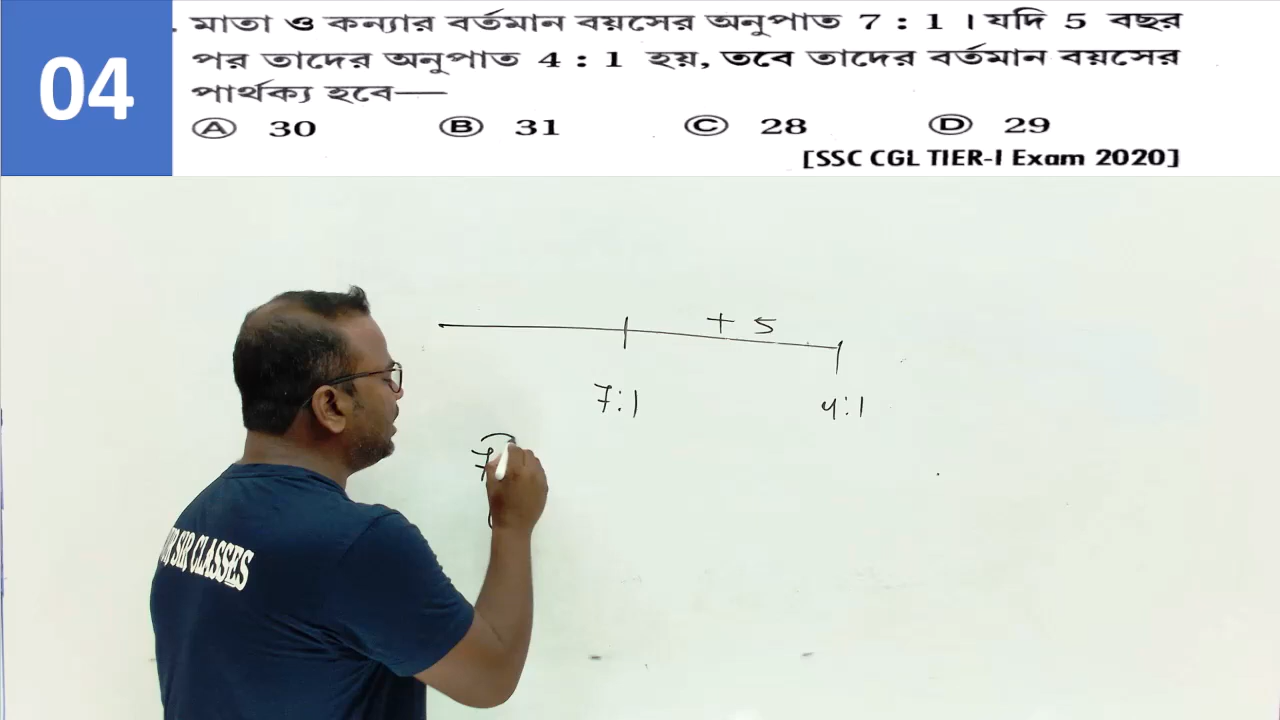 04
. মাতা ও কন্যার বর্তমান বয়সের অনুপাত 7 : 1 । যদি 5 বছর
পর তাদের অনুপাত 4 : 1 হয়, তবে তাদের বর্তমান বয়সের
পার্থক্য হবে—
Ⓐ 30 Ⓑ 31 Ⓒ 28 Ⓓ 29
[SSC CGL TIER-I Exam 2020]
+ 5
7:1 4:1
7
SIR CLASSES